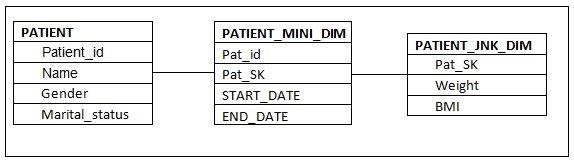 PATIENT
Patient_id
Name
Gender
Marital_status
PATIENT_MINI_DIM
Pat_id
Pat_SK
START_DATE
END_DATE
PATIENT_JNK_DIM
Pat_SK
Weight
BMI